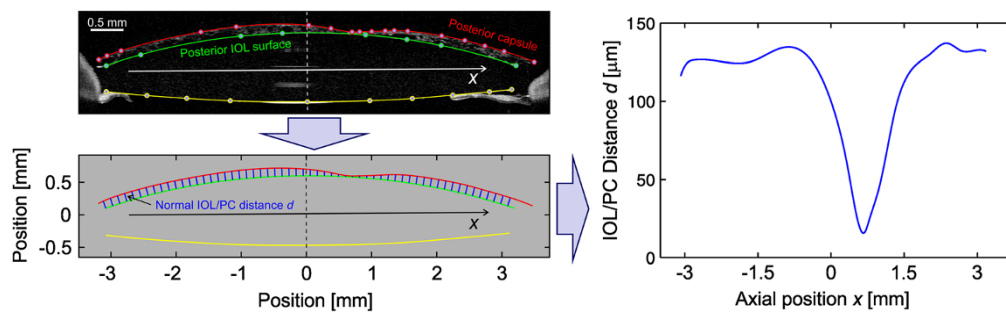 0.5 mm
Posterior IOL surface
Posterior capsule
x
Position [mm]
0.5
0
-0.5
Normal IOL/PC distance d
x
-3
-2
-1
0
1
2
3
Position [mm]
IOL/PC Distance d [μm]
150
100
50
0
-3
-1.5
0
1.5
3
Axial position x [mm]